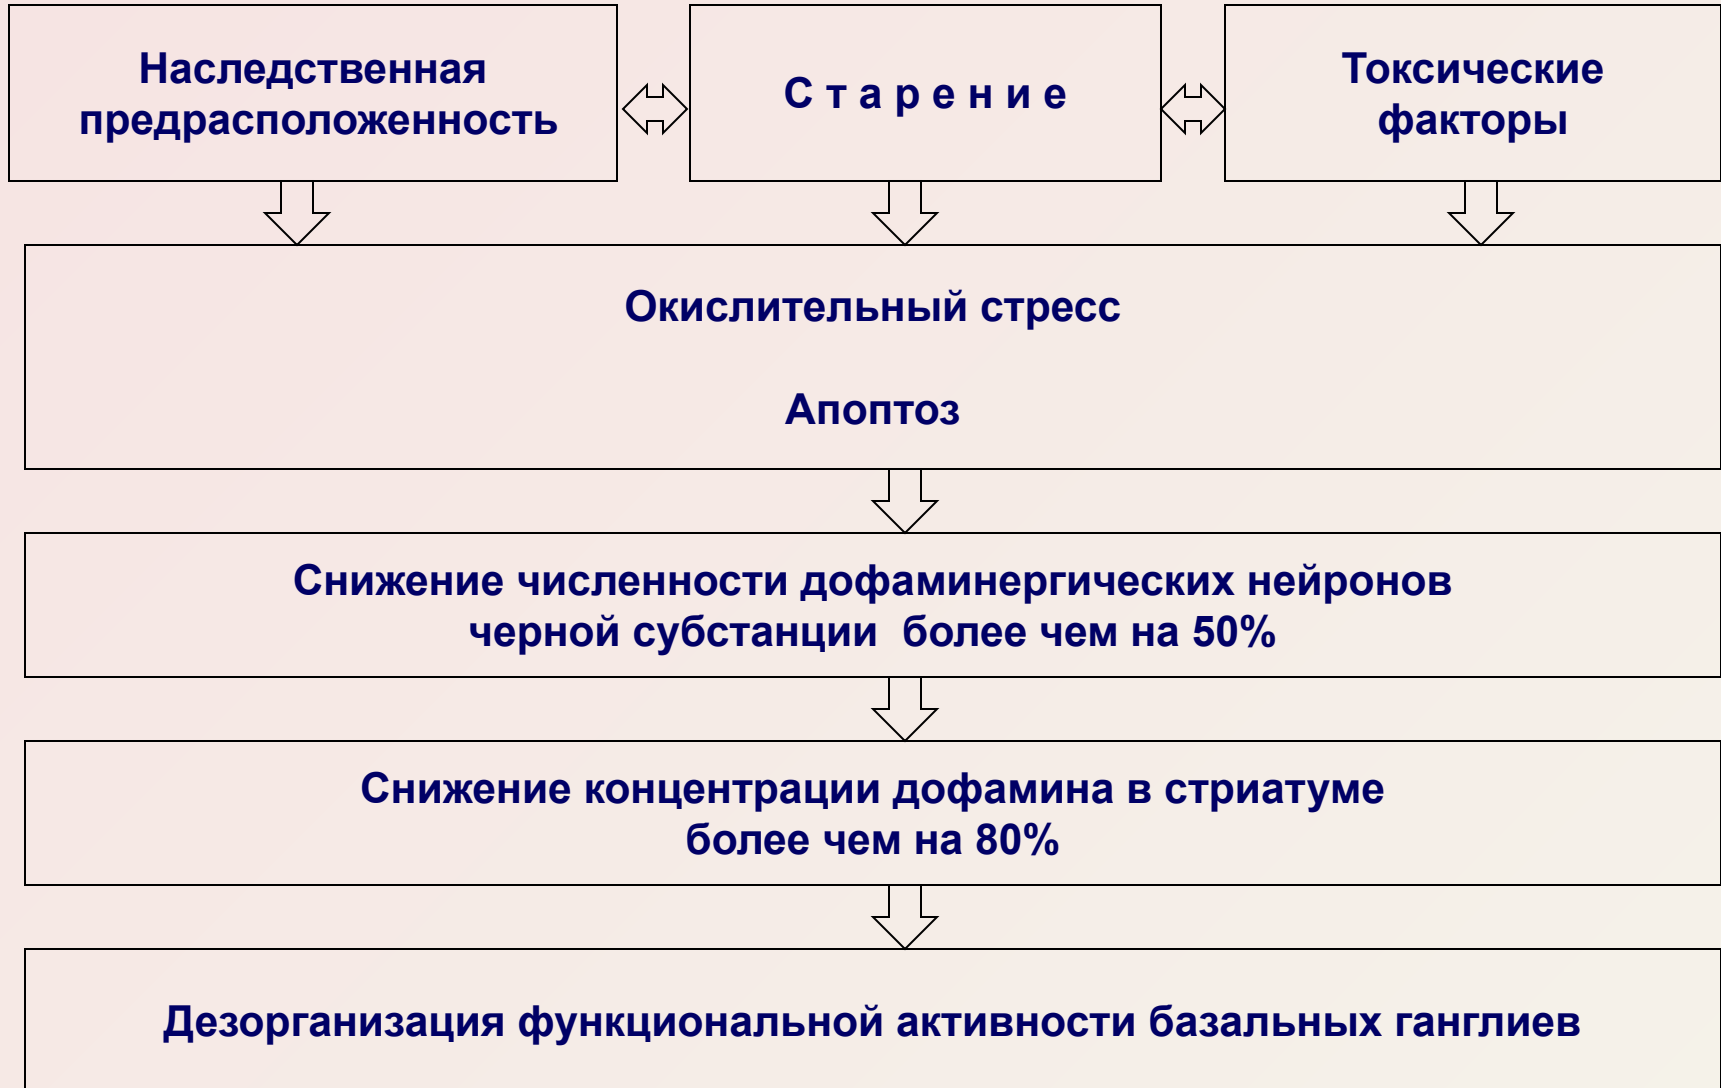 Наследственная
предрасположенность
С т а р е н и е
Токсические
факторы
Окислительный стресс
Апоптоз
Снижение численности дофаминергических нейронов
черной субстанции  более чем на 50%
Снижение концентрации дофамина в стриатуме
более чем на 80%
Дезорганизация функциональной активности базальных ганглиев